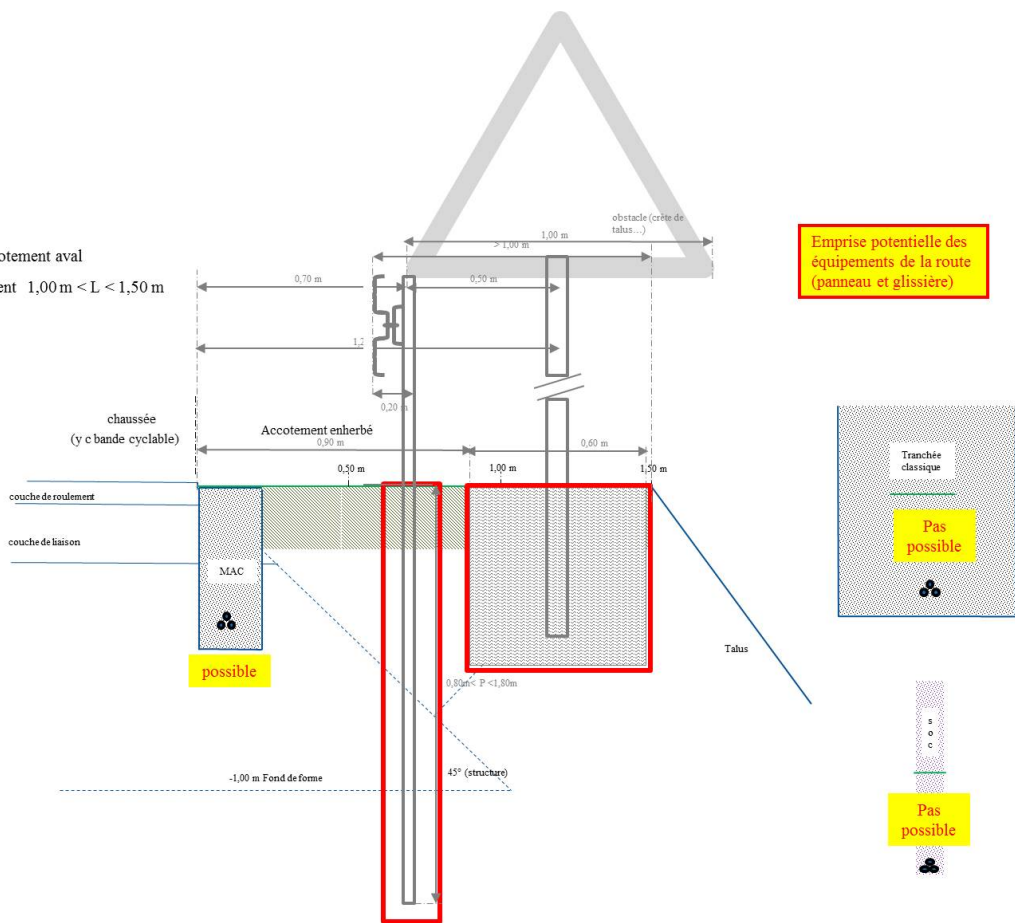 obstacle (crête de
talus…)
1,00 m
> 1,00 m
Emprise potentielle des
équipements de la route
(panneau et glissière)
aval
1,00 m < L < 1,50 m
0,70 m
0,50 m
0,20 m
chaussée
(y c bande cyclable)
Accotement enherbé
0,90 m
0,60 m
0,50 m
1,00 m
1,50 m
couche de roulement
couche de liaison
MAC
possible
Tranchée
classique
Pas
possible
Talus
0,80m< P <1,80m
45° (structure)
-1,00 m Fond de forme
s
o
c
Pas
possible